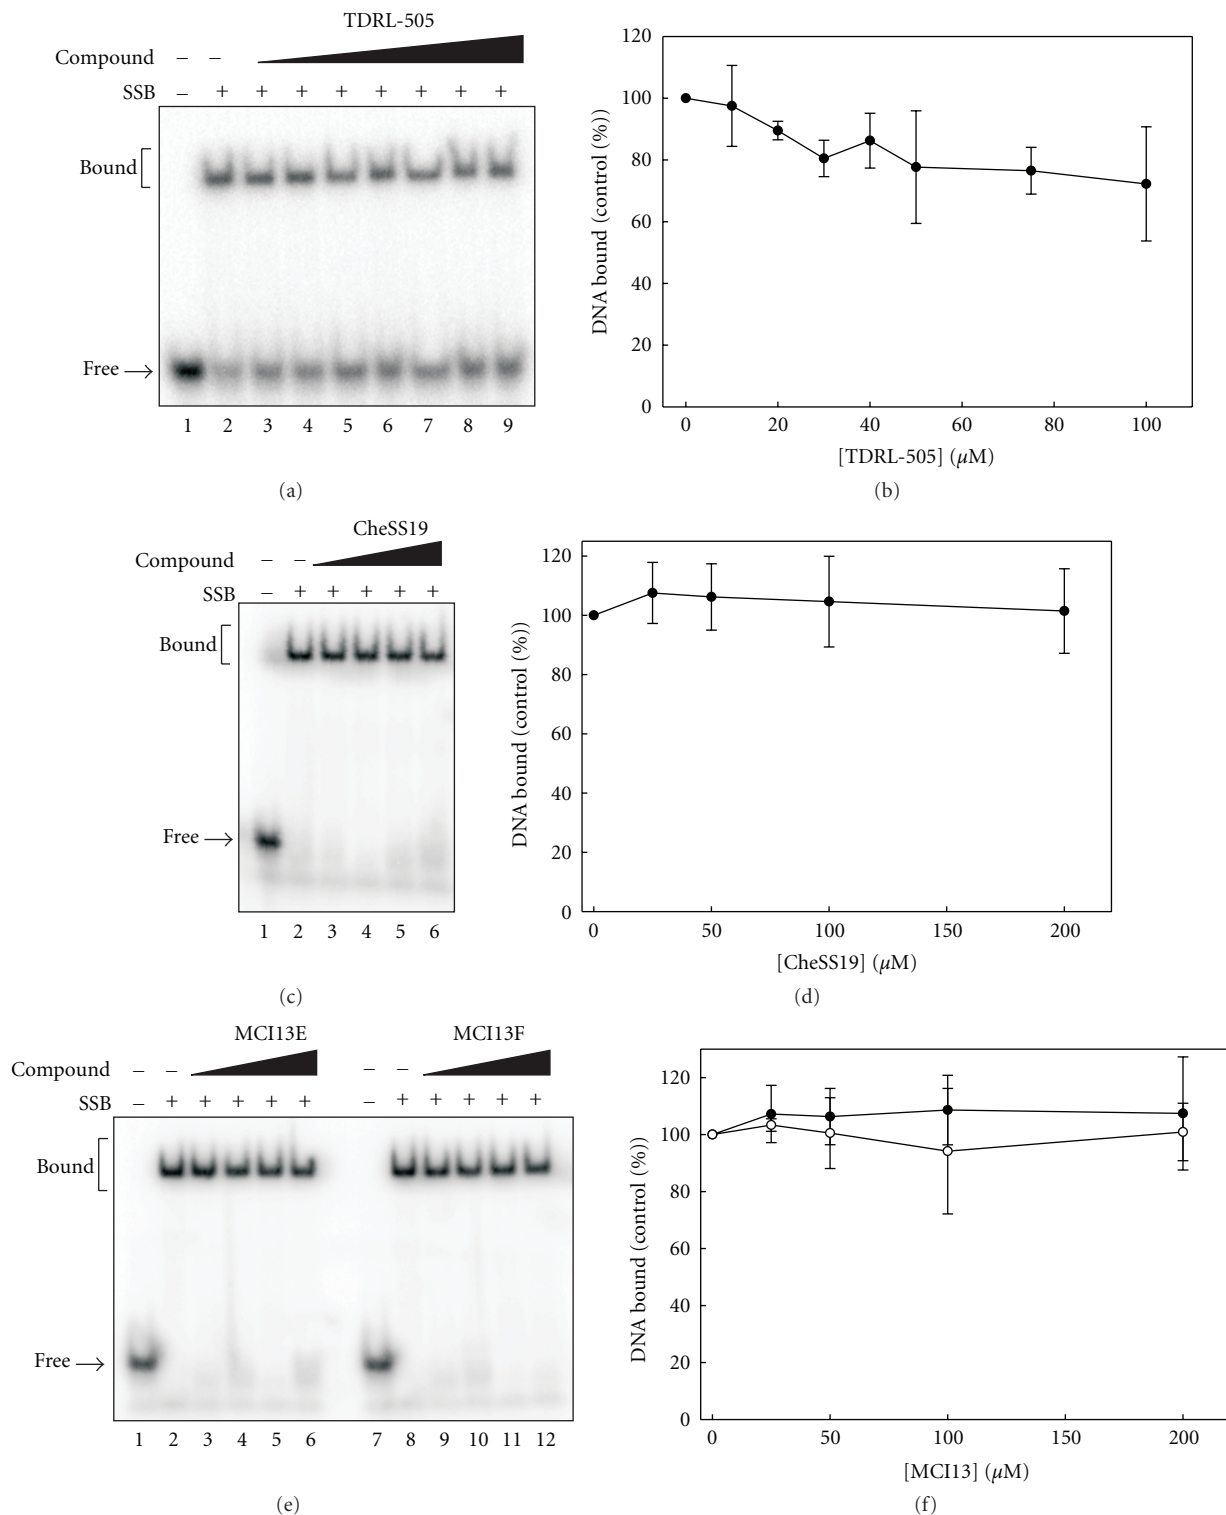 TDRL-505
Compound – –
SSB – + + + + + + + +
Bound
Free →
1 2 3 4 5 6 7 8 9
(a)
120
100
80
60
40
20
0
DNA bound (control (%))
0 20 40 60 80 100
[TDRL-505] (µM)
(b)
CheSS19
Compound – –
SSB – + + + + +
Bound
Free →
1 2 3 4 5 6
(c)
120
100
80
60
40
20
0
DNA bound (control (%))
0 50 100 150 200
[CheSS19] (µM)
(d)
MCI13E MCI13F
Compound – – – –
SSB – + + + + + – + + + + +
Bound
Free →
1 2 3 4 5 6 7 8 9 10 11 12
(e)
120
100
80
60
40
20
0
DNA bound (control (%))
0 50 100 150 200
[MCI13] (µM)
(f)